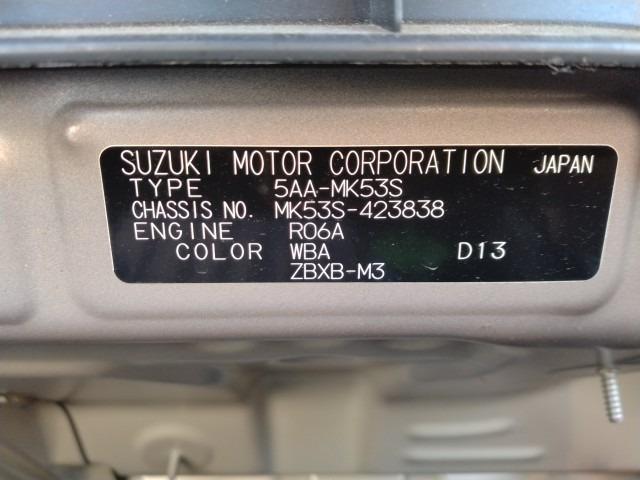 SUZUKI MOTOR CORPORATION JAPAN
TYPE 5AA-MK53S
CHASSIS NO. MK53S-423838
ENGINE R06A
COLOR WBA D13
ZBXB-M3